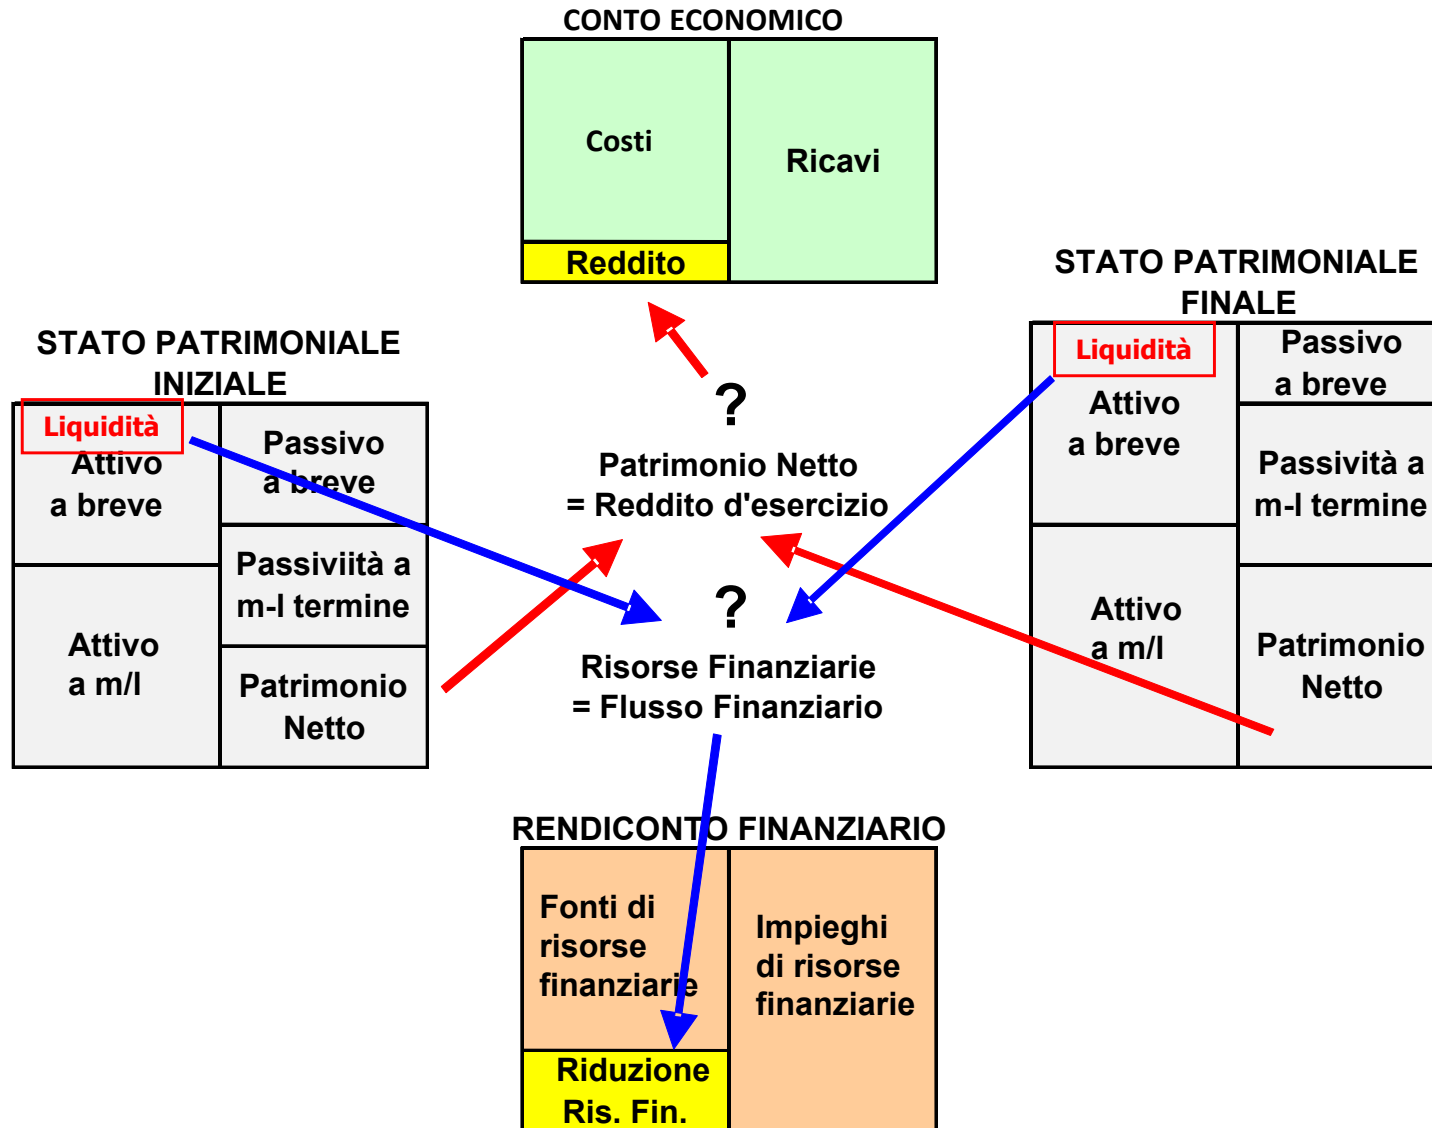 CONTO ECONOMICO
Costi
Ricavi
Reddito
STATO PATRIMONIALE
INIZIALE
Liquidità
Attivo
a breve
Passivo
a breve
Passiviità a
m-l termine
Attivo
a m/l
Patrimonio
Netto
?
Patrimonio Netto
= Reddito d'esercizio
?
Risorse Finanziarie
= Flusso Finanziario
STATO PATRIMONIALE
FINALE
Liquidità
Attivo
a breve
Passivo
a breve
Passività a
m-l termine
Attivo
a m/l
Patrimonio
Netto
RENDICONTO FINANZIARIO
Fonti di
risorse
finanziarie
Impieghi
di risorse
finanziarie
Riduzione
Ris. Fin.